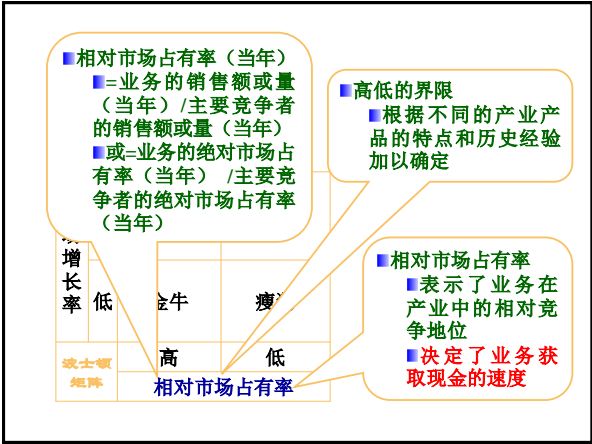 相对市场占有率（当年）
=业务的销售额或量
（当年）/主要竞争者
的销售额或量（当年）
或=业务的绝对市场占
有率（当年） /主要竞
争者的绝对市场占有率
（当年）
高低的界限
根据不同的产业产
品的特点和历史经验
加以确定
相对市场占有率
表示了业务在
产业中的相对竞
争地位
决定了业务获
取现金的速度
增
长
率
低
金牛
瘦
高
低
波士顿
矩阵
相对市场占有率